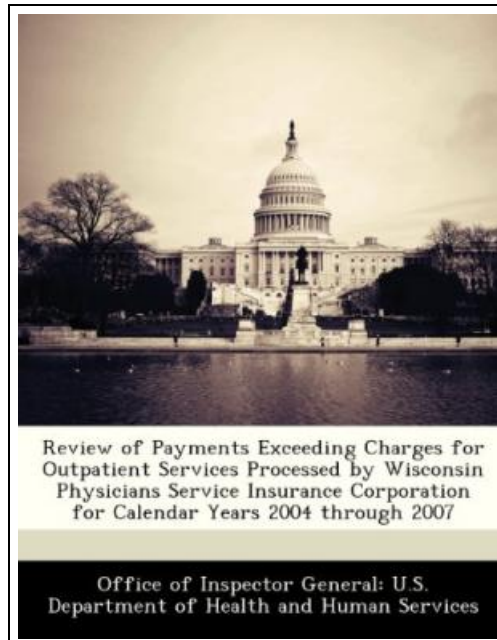 Review of Payments Exceeding Charges for
Outpatient Services Processed by Wisconsin
Physicians Service Insurance Corporation
for Calendar Years 2004 through 2007
Office of Inspector General: U.S.
Department of Health and Human Services